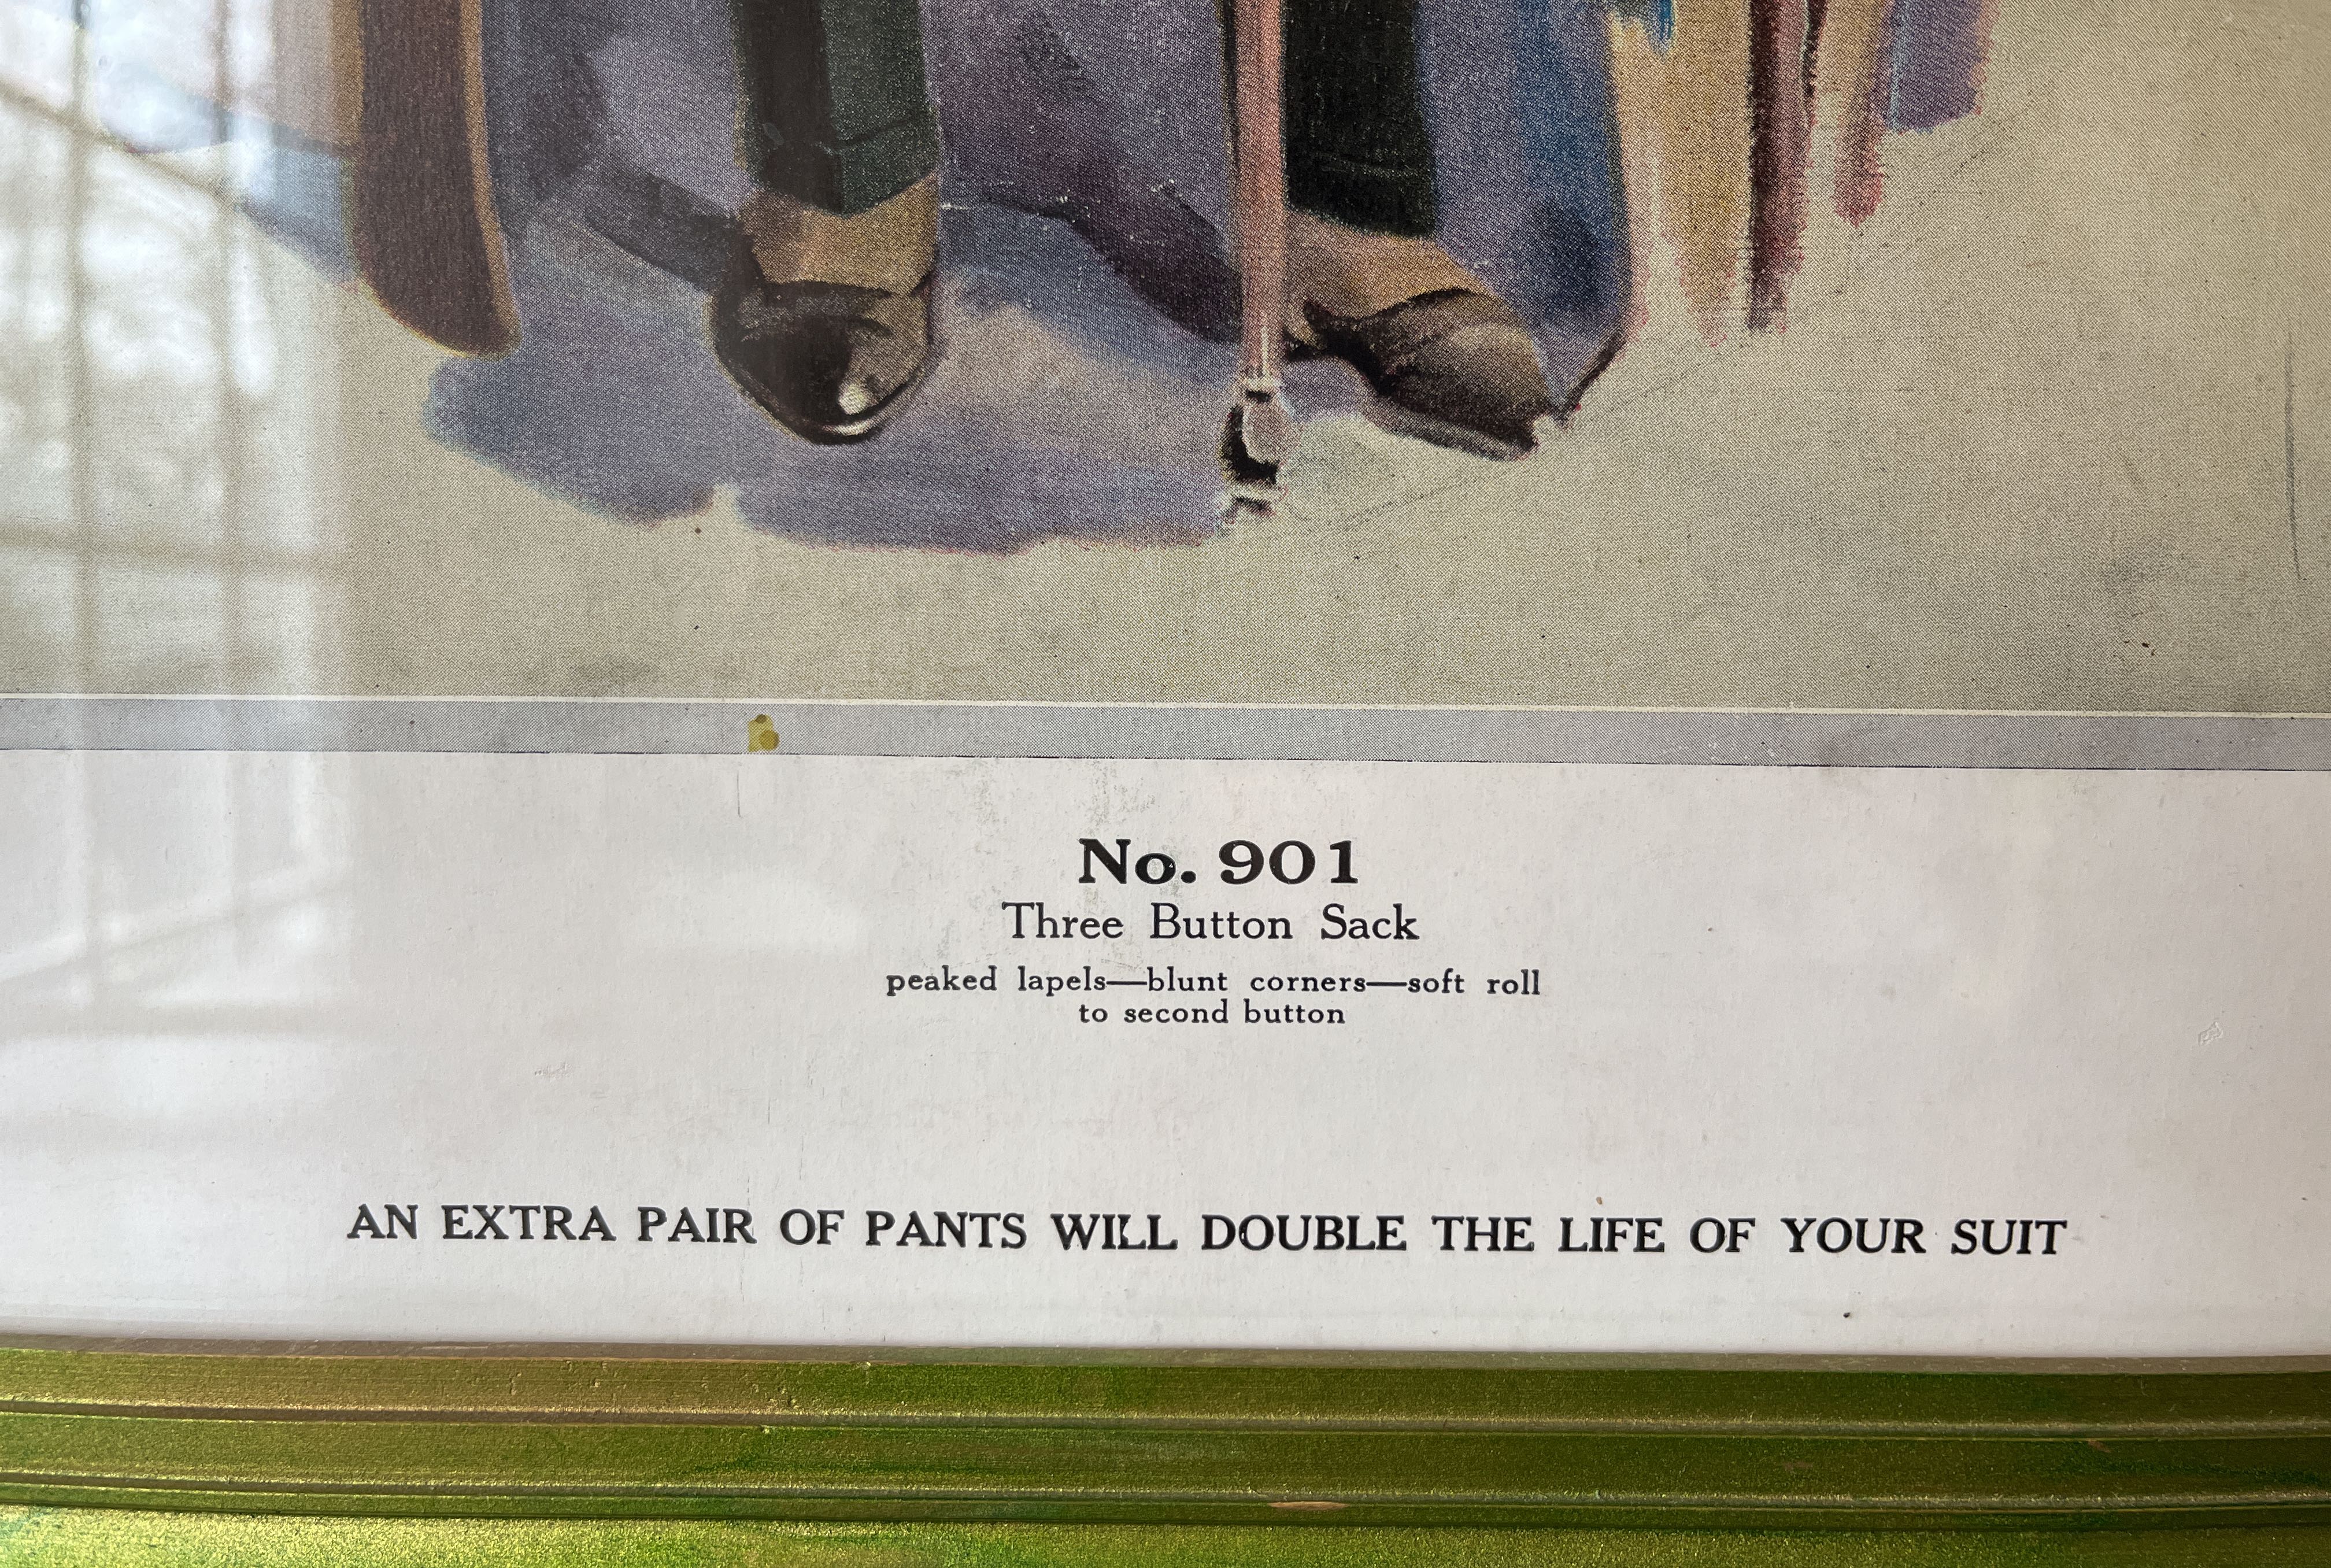 No. 901
Three Button Sack
peaked lapels—blunt corners—soft roll
to second button
AN EXTRA PAIR OF PANTS WILL DOUBLE THE LIFE OF YOUR SUIT